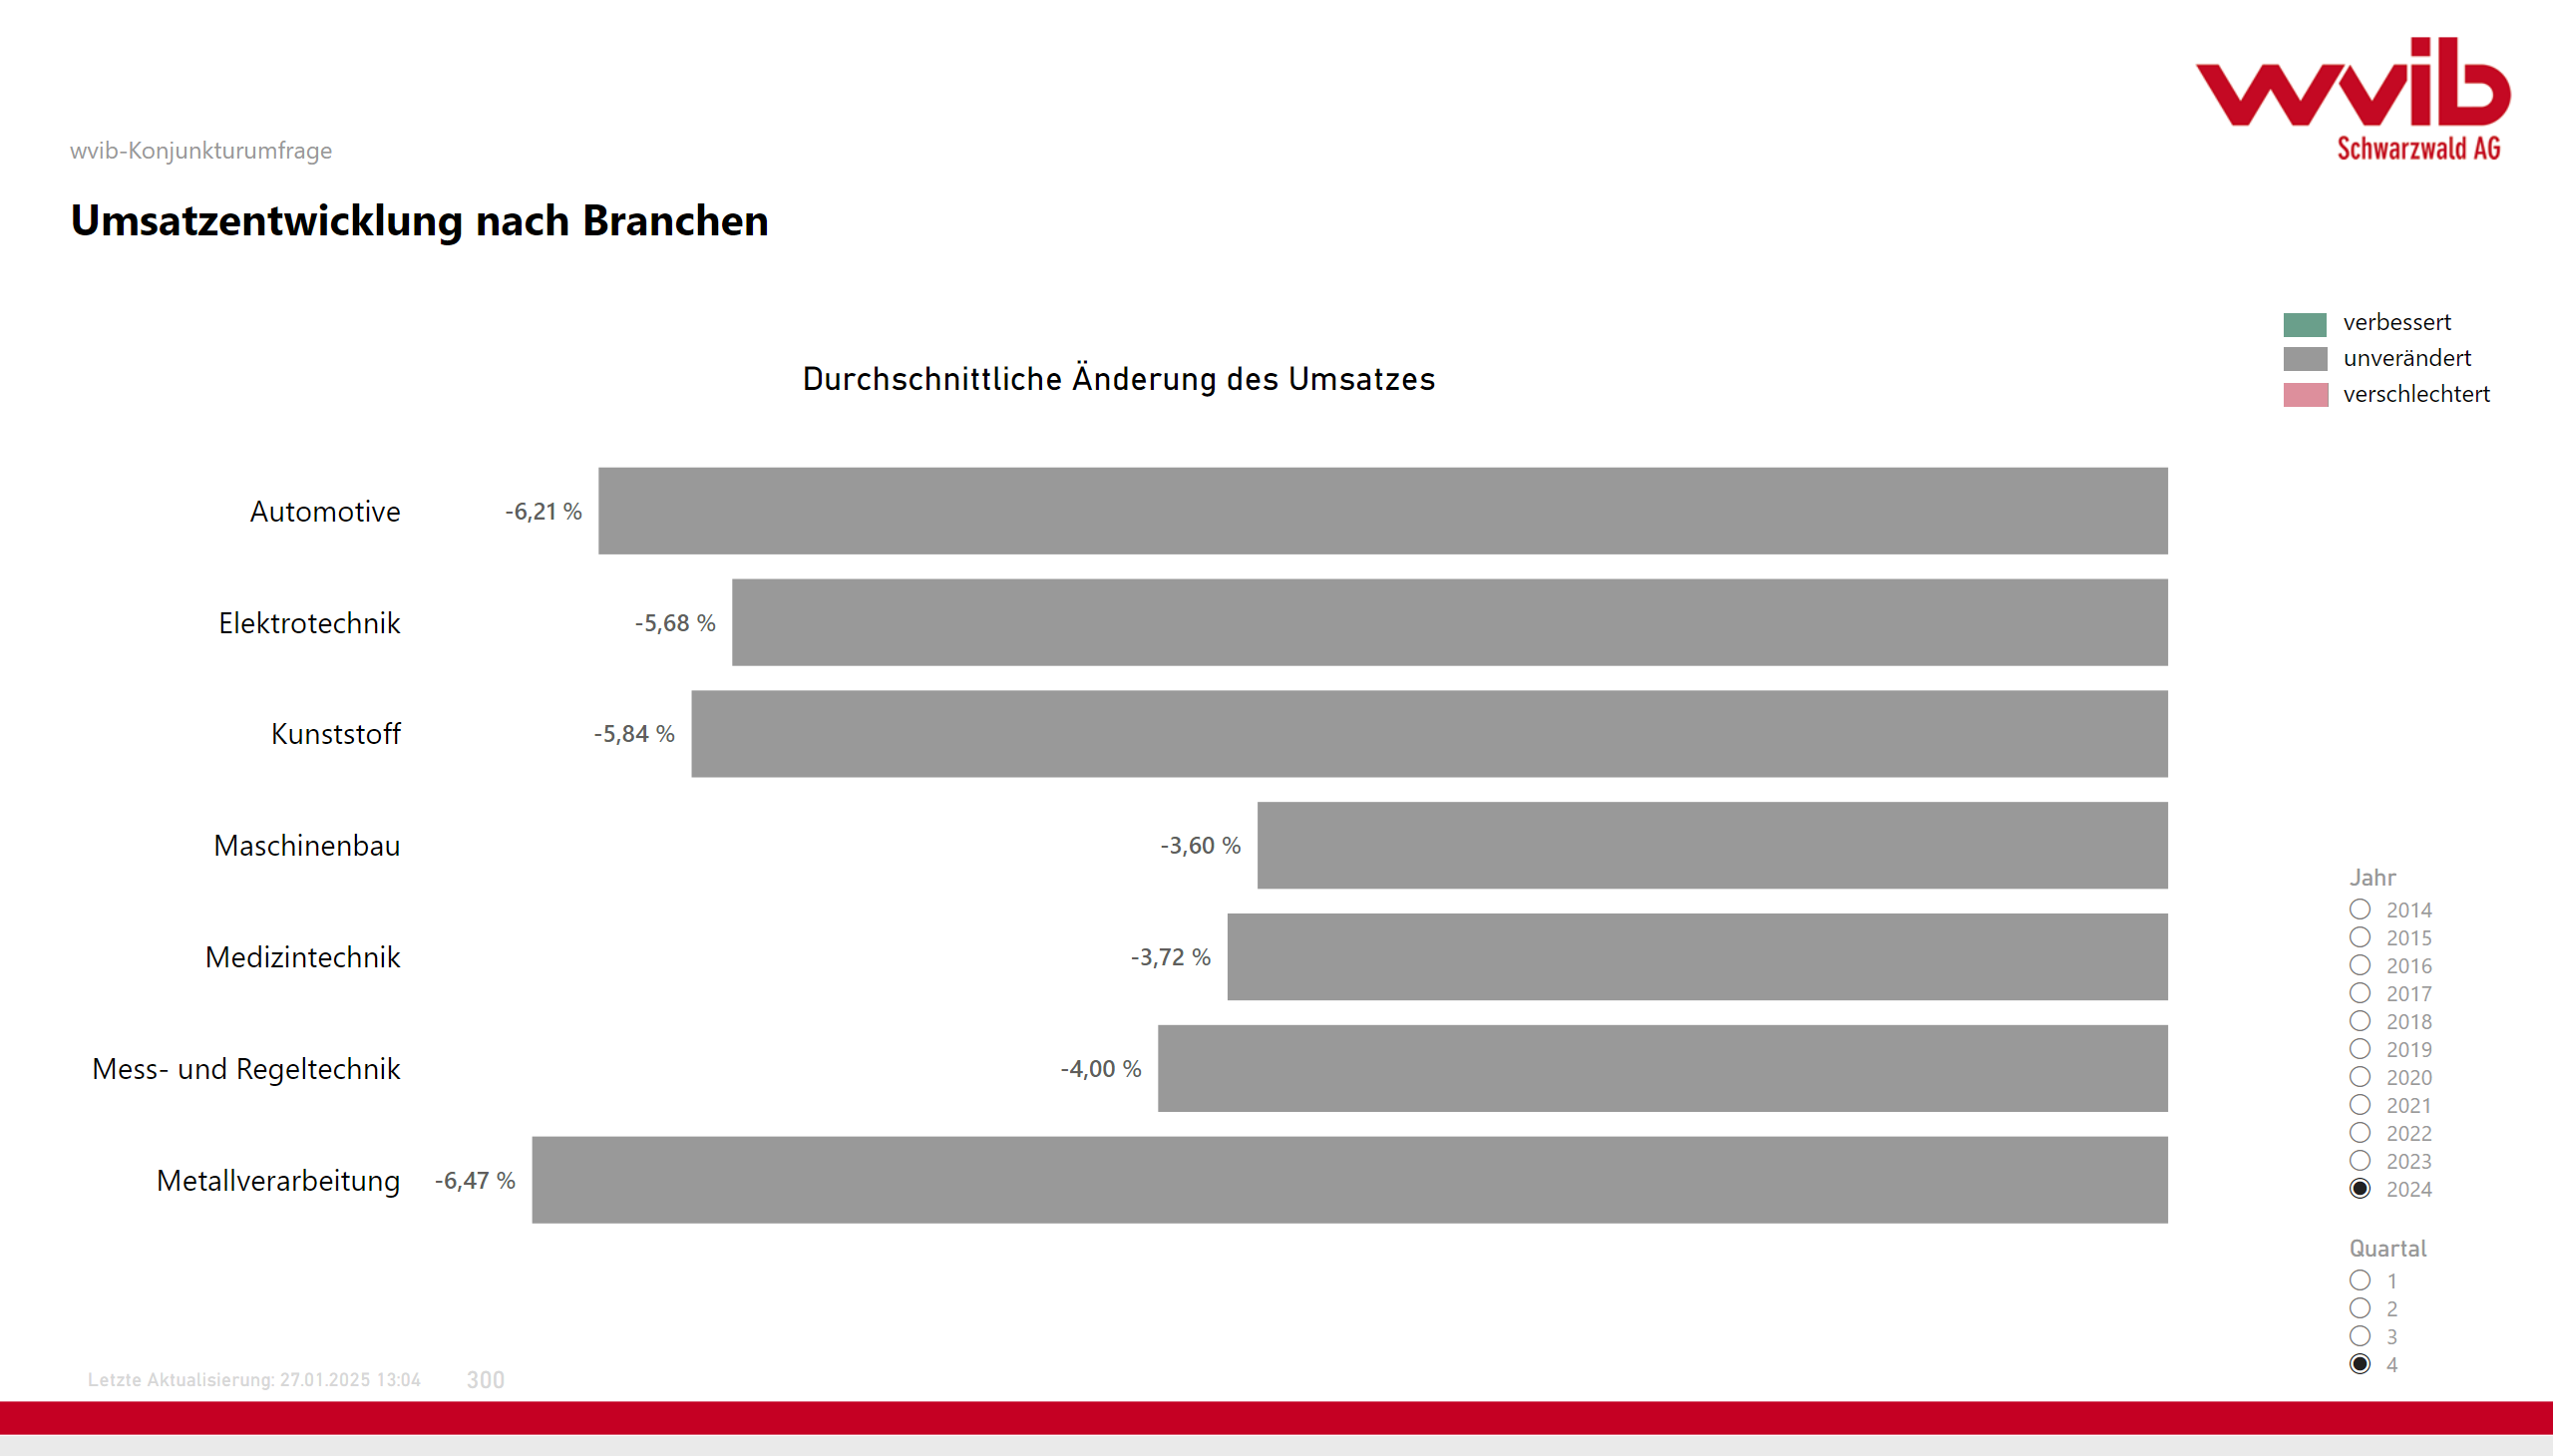 wvib
Schwarzwald AG
wvib-Konjunkturumfrage
Umsatzentwicklung nach Branchen
verbessert
unverändert
verschlechtert
Durchschnittliche Änderung des Umsatzes
Automotive -6,21 %
Elektrotechnik -5,68 %
Kunststoff -5,84 %
Maschinenbau -3,60 %
Medizintechnik -3,72 %
Mess- und Regeltechnik -4,00 %
Metallverarbeitung -6,47 %
Jahr
2014
2015
2016
2017
2018
2019
2020
2021
2022
2023
2024
Quartal
1
2
3
4
Letzte Aktualisierung: 27.01.2025 13:04 300